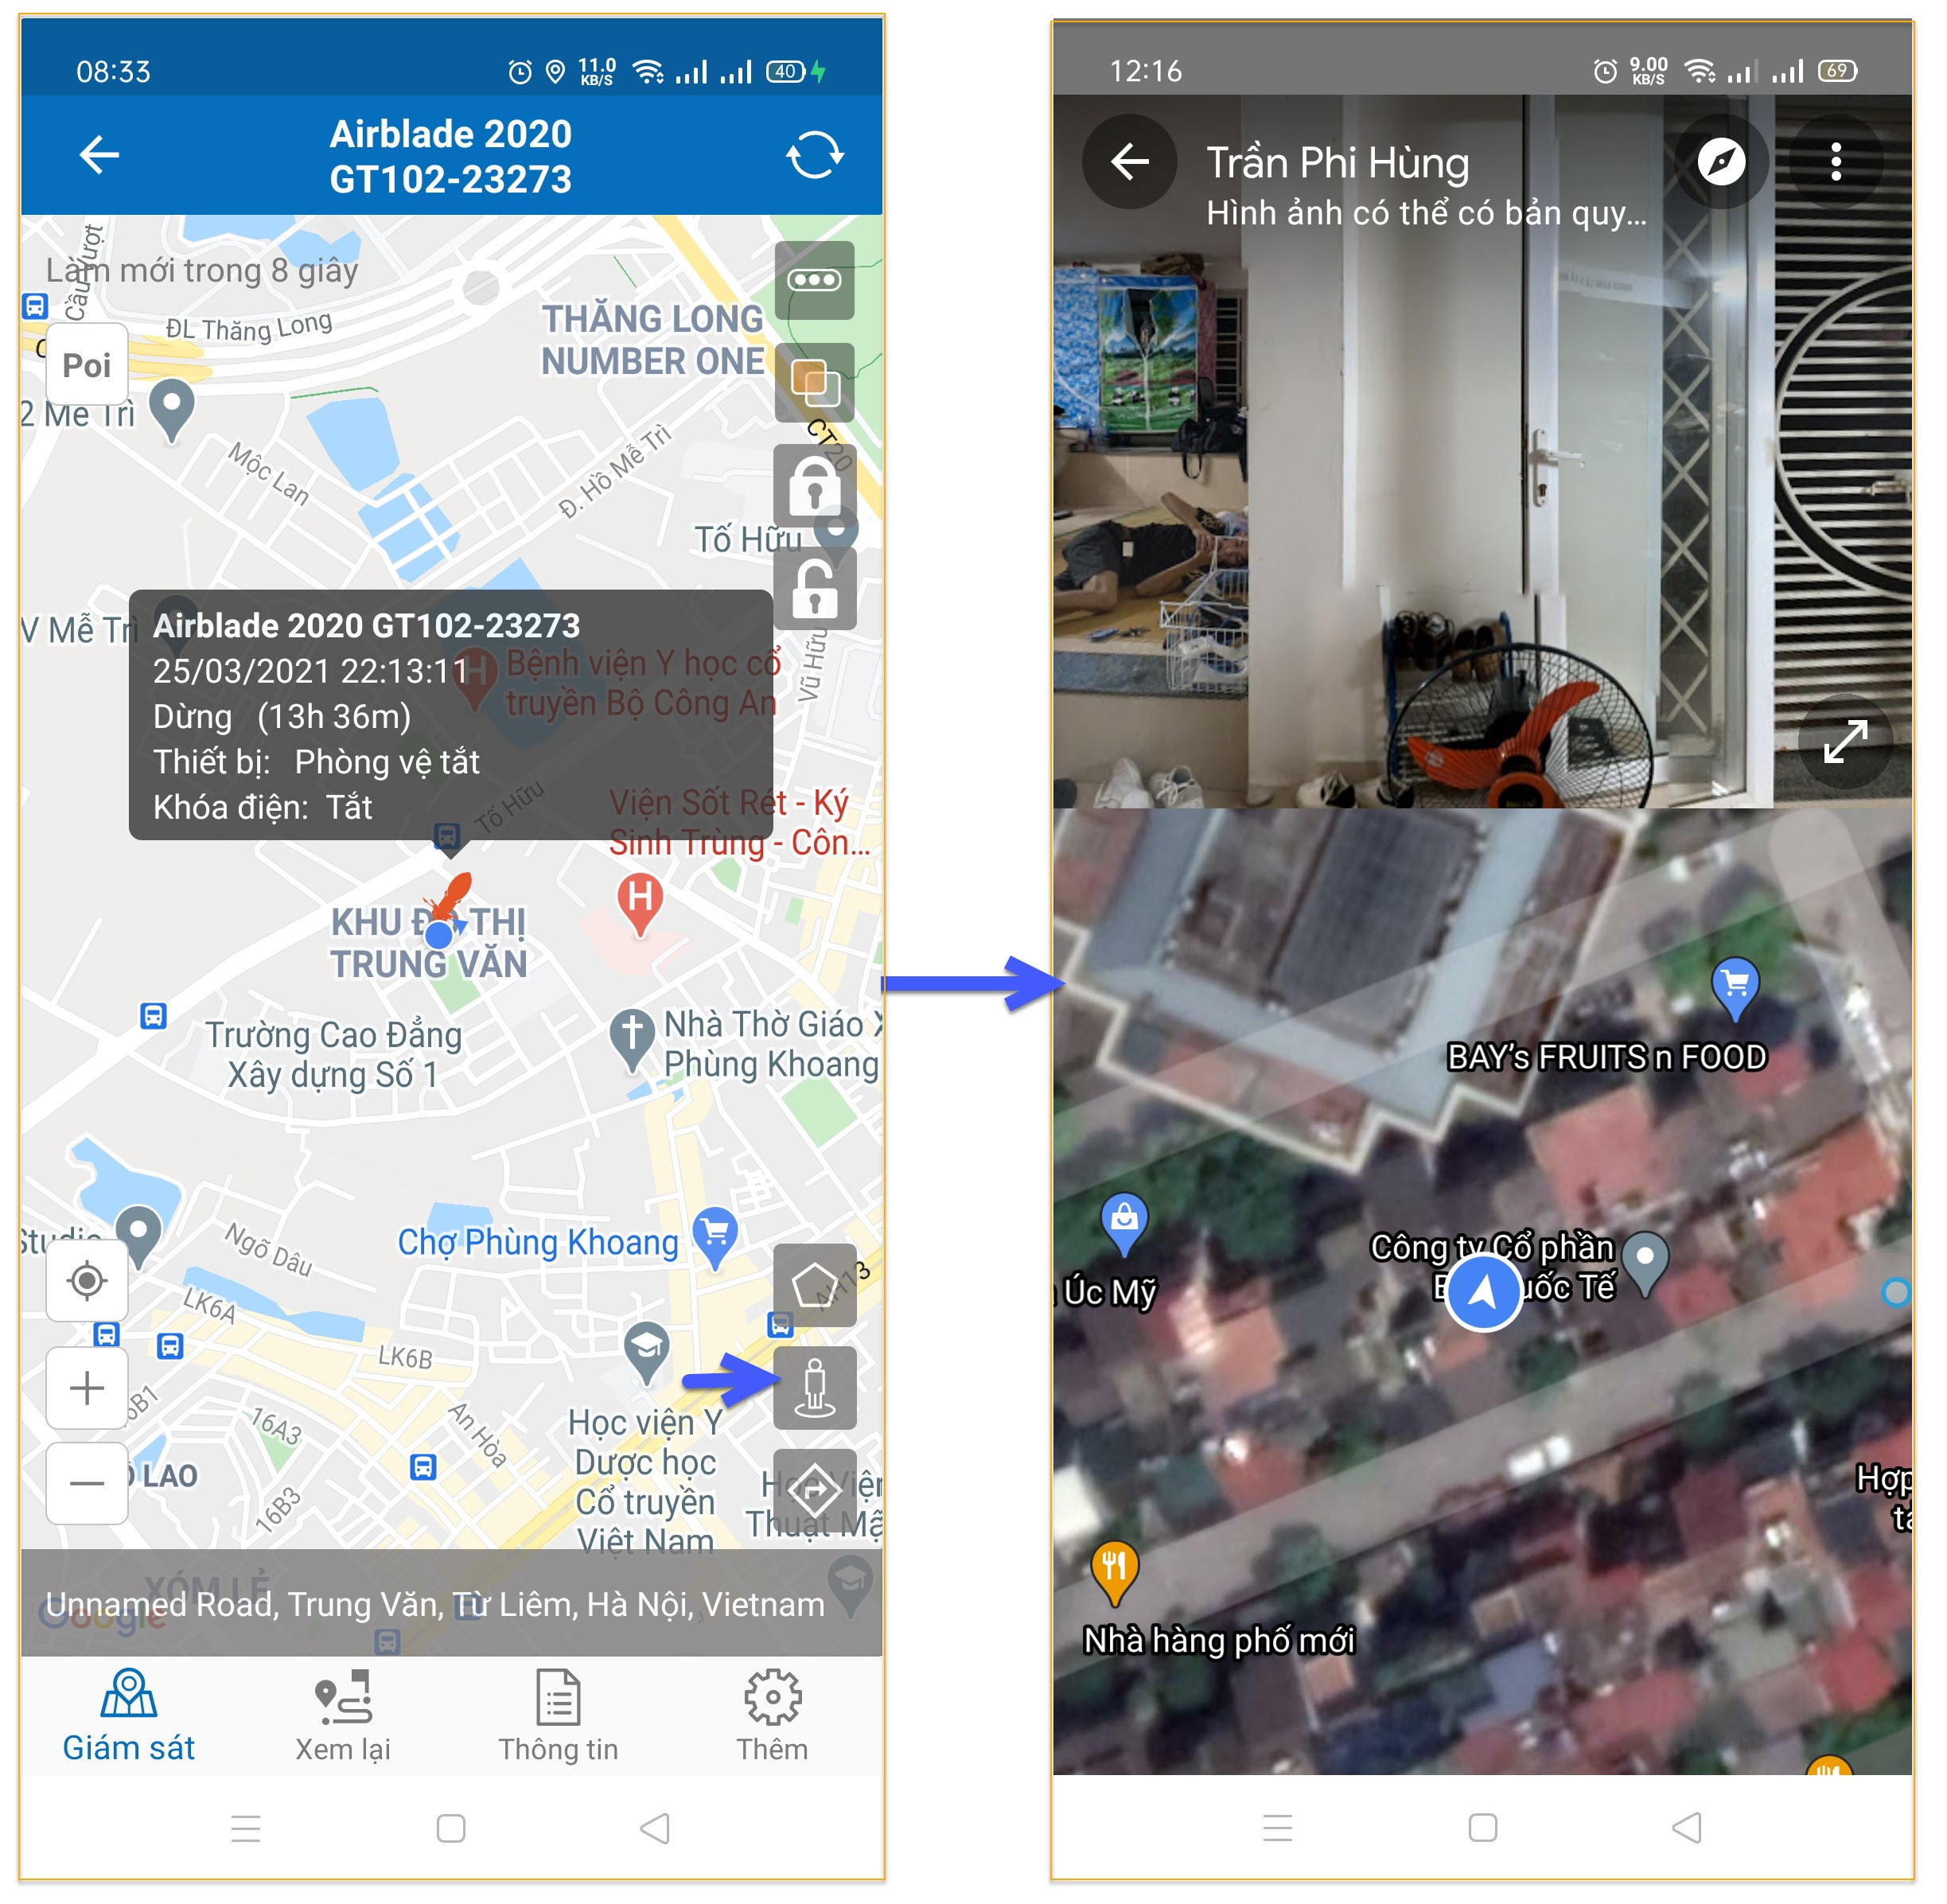 08:33
11.0
KB/S
40
Airblade 2020
GT102-23273
Làm mới trong 8 giây
Cầu Vượt
ĐL Thăng Long
THĂNG LONG
NUMBER ONE
Poi
2 Mễ Trì
Mộc Lan
Đ. Hồ Mễ Trì
CT20
Tố Hữu
V Mễ Trì
Airblade 2020 GT102-23273
25/03/2021 22:13:11
Dừng (13h 36m)
Thiết bị: Phòng vệ tắt
Khóa điện: Tắt
H
Bệnh viện Y học cổ
truyền Bộ Công An
Vũ Hữu
Tố Hữu
Viện Sốt Rét - Ký
Sinh Trùng - Côn...
H
KHU ĐÔ THỊ
TRUNG VĂN
Trường Cao Đẳng
Xây dựng Số 1
Nhà Thờ Giáo X
Phùng Khoang
Studio
Ngõ Dâu
Chợ Phùng Khoang
AH13
LK6A
LK6B
16B1
16A3
An Hòa
LAO
16B3
Học viện Y
Dược học
Cổ truyền
Việt Nam
Học Viện
Thuật Mậ
XÓM LẺ
Google
Unnamed Road, Trung Văn, Từ Liêm, Hà Nội, Vietnam
Giám sát
Xem lại
Thông tin
Thêm
12:16
9.00
KB/S
69
Trần Phi Hùng
Hình ảnh có thể có bản quy...
BAY's FRUITS n FOOD
Úc Mỹ
Công ty Cổ phần
uốc Tế
Hợp
Nhà hàng phố mới